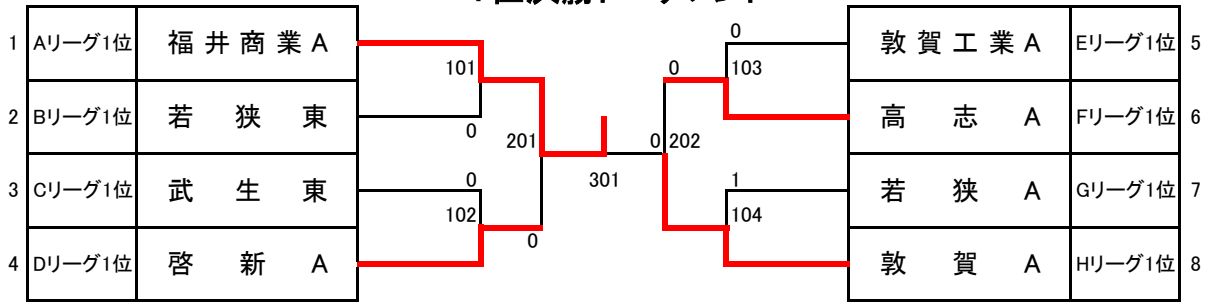 1 Aリーグ1位 福井商業A
2 Bリーグ1位 若狭東
3 Cリーグ1位 武生東
4 Dリーグ1位 啓新A
101
0
0
102
201
0
301
0 202
0
0
103
1
104
敦賀工業A Eリーグ1位 5
高志A Fリーグ1位 6
若狭A Gリーグ1位 7
敦賀A Hリーグ1位 8